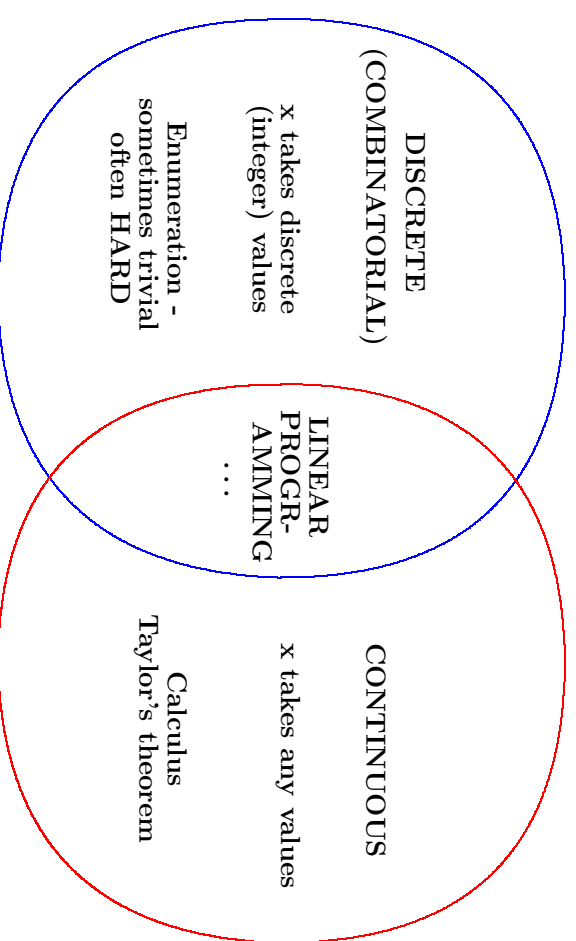 DISCRETE
(COMBINATORIAL)
x takes discrete
(integer) values
Enumeration -
sometimes trivial
often HARD
LINEAR
PROGR-
AMMING
...
CONTINUOUS
x takes any values
Calculus
Taylor's theorem